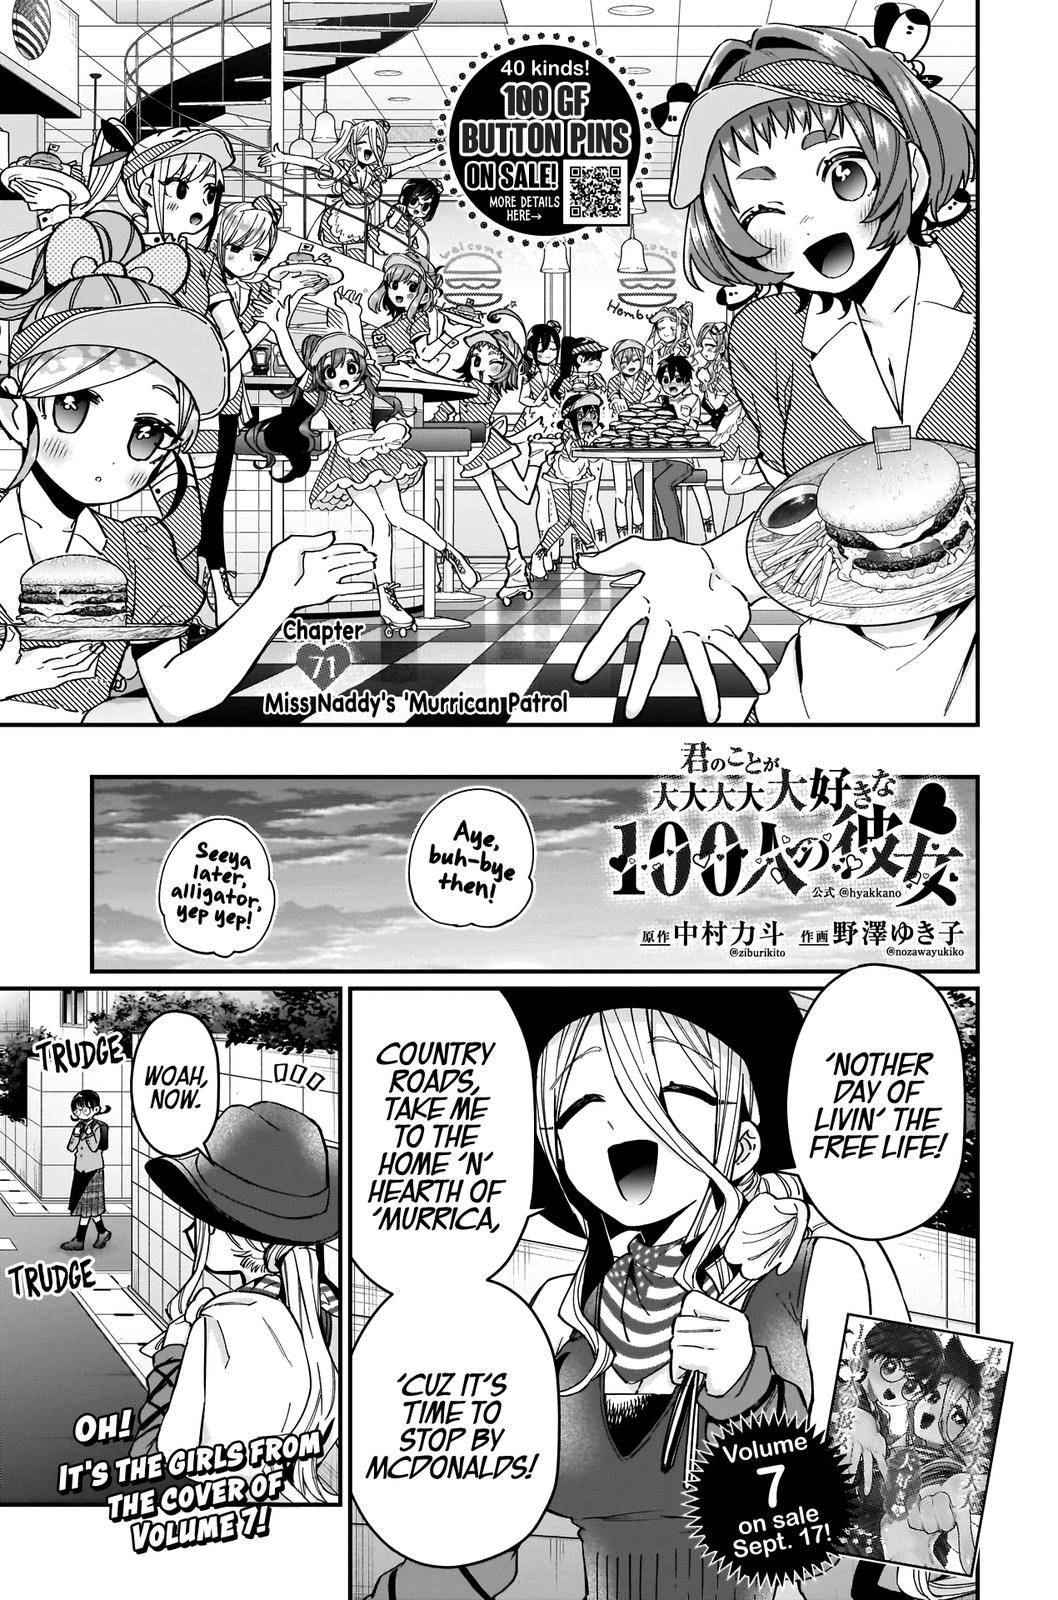 40 kinds!
100 GF
BUTTON PINS
ON SALE!
MORE DETAILS
HERE→
Welcome
Welcome
Chapter
71
Miss Naddy's 'Murrican Patrol
君のことが
大大大大大好きな
100人の彼女
公式 @hyakkano
原作 中村力斗 作画 野澤ゆき子
@ziburikito @nozawayukiko
Aye,
buh-bye
then!
Seeya
later,
alligator,
yep yep!
'NOTHER
DAY OF
LIVIN' THE
FREE LIFE!
COUNTRY
ROADS,
TAKE ME
TO THE
HOME 'N'
HEARTH OF
'MURRICA,
'CUZ IT'S
TIME TO
STOP BY
MCDONALDS!
Volume
7
on sale
Sept. 17!
TRUDGE
WOAH,
NOW.
TRUDGE
OH!
IT'S THE GIRLS FROM
THE COVER OF
VOLUME 7!